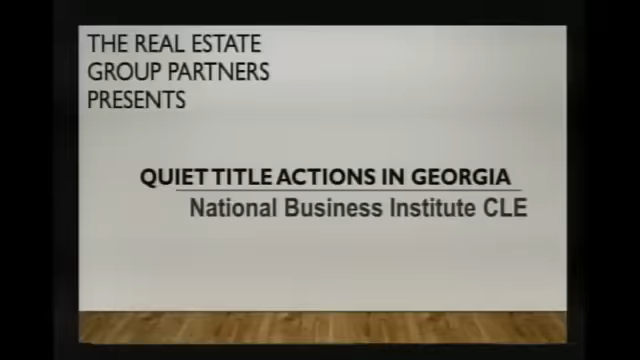 THE REAL ESTATE
GROUP PARTNERS
PRESENTS
QUIET TITLE ACTIONS IN GEORGIA
National Business Institute CLE